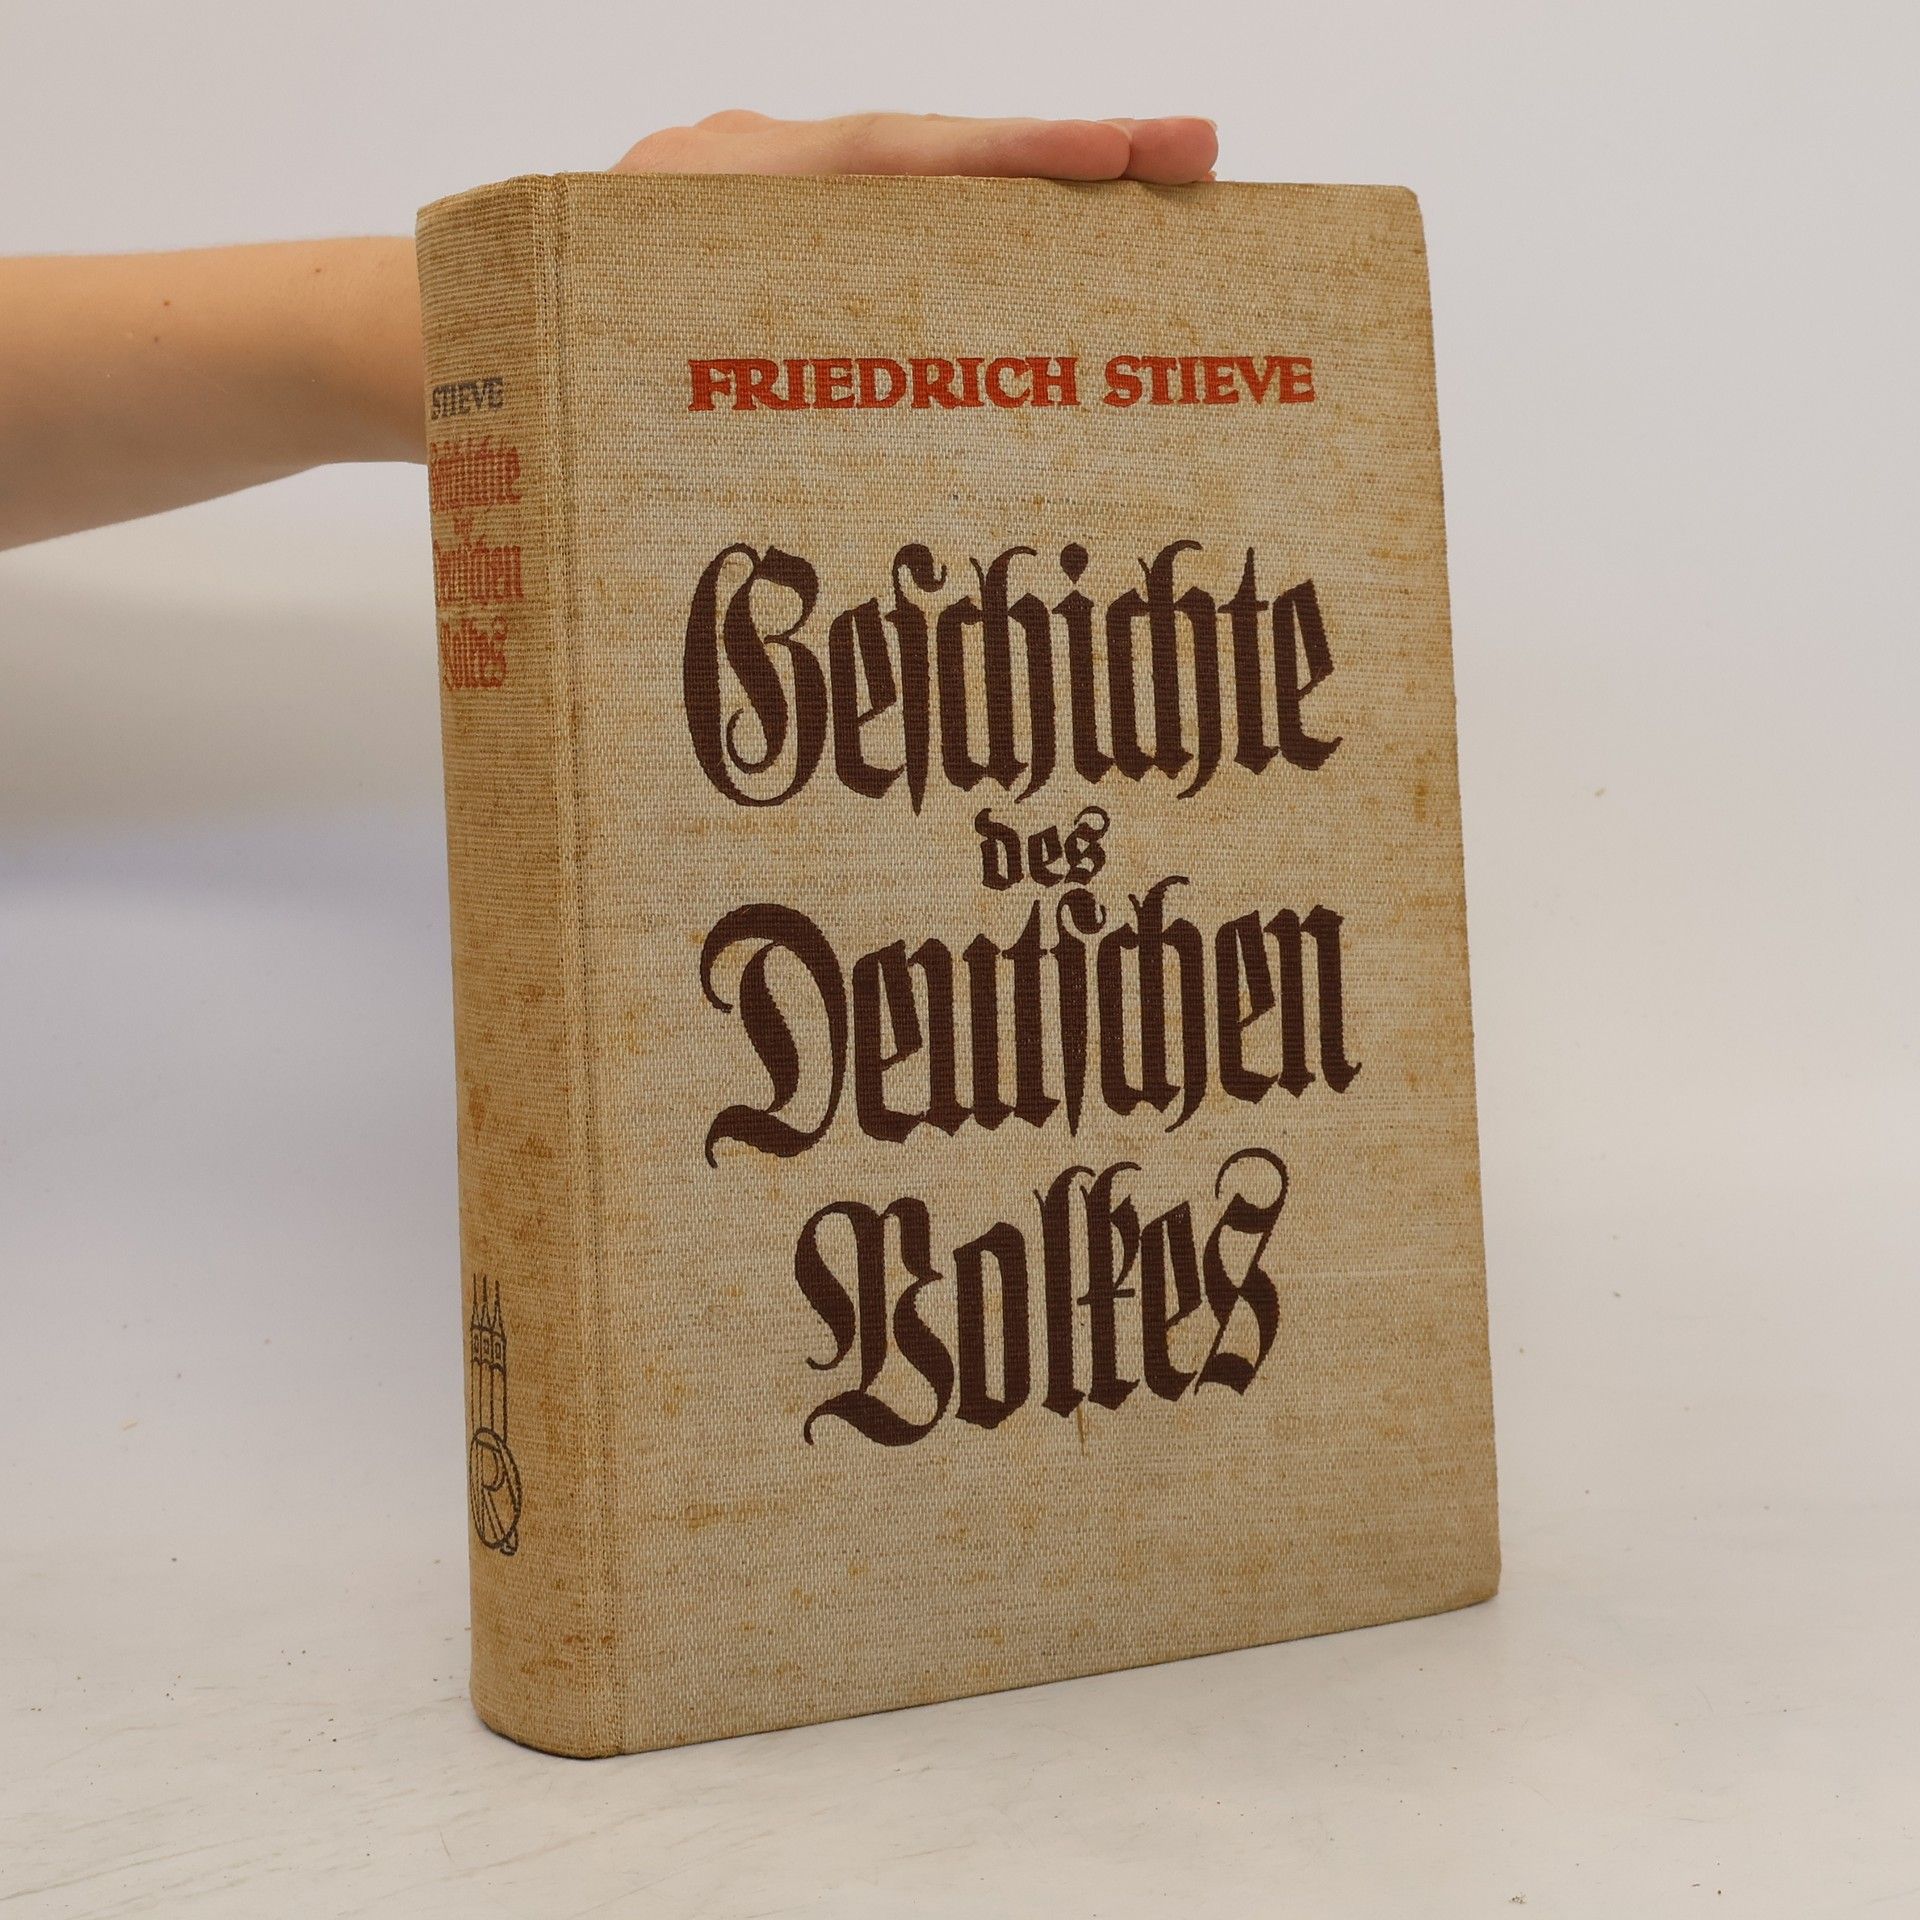 FRIEDRICH STIEVE
Geſchichte
des
Deutſchen
Volkes
STIEVE
Geſchichte
des
Deutſchen
Volkes
R